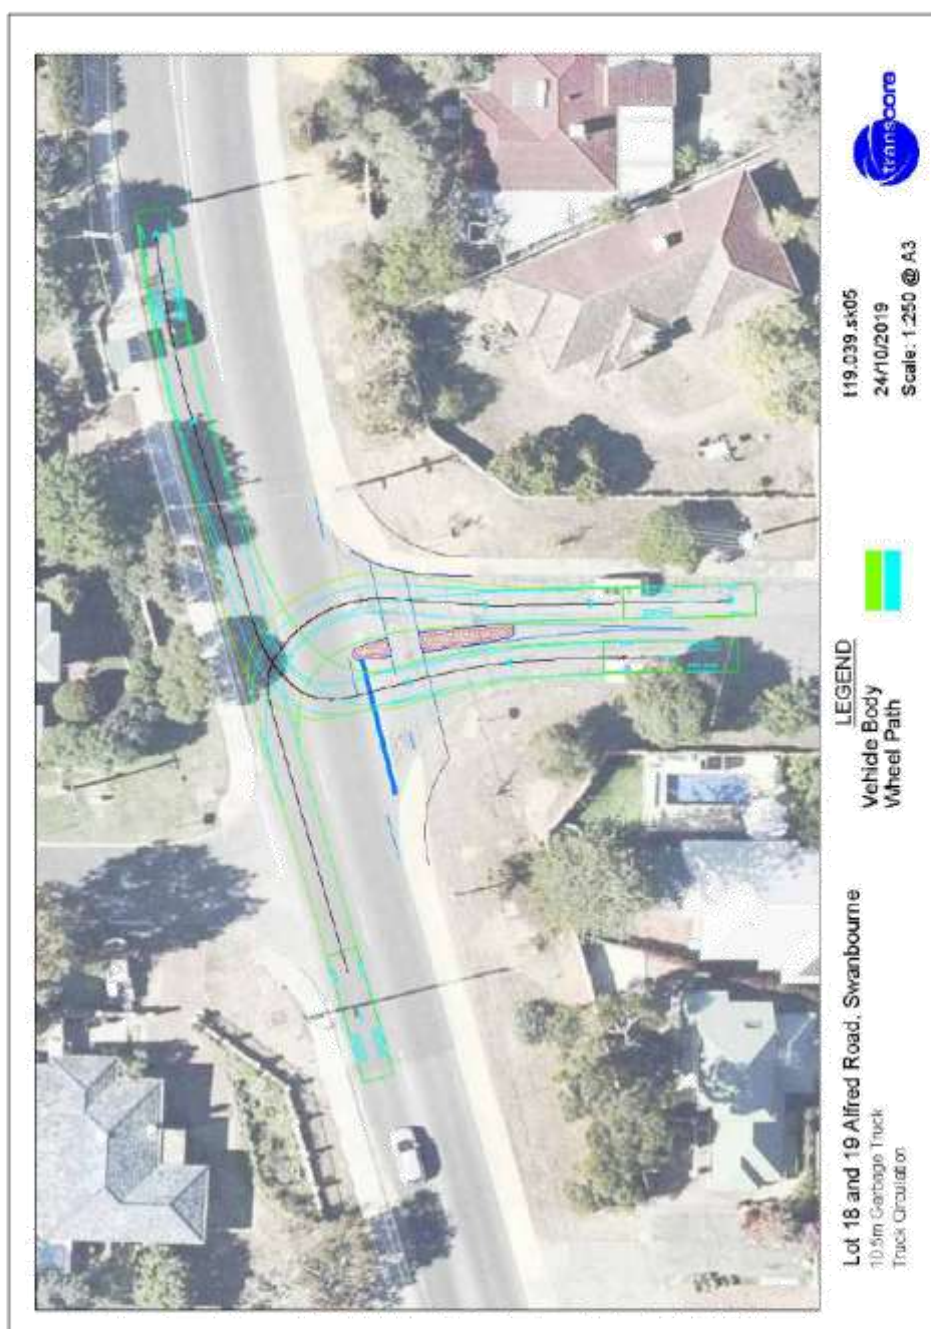 Lot 18 and 19 Alfred Road, Swanbourne
10.5m Garbage Truck
Truck Circulation
LEGEND
Vehicle Body
Wheel Path
t19.039.sk05
24/10/2019
Scale: 1:250 @ A3
transcore